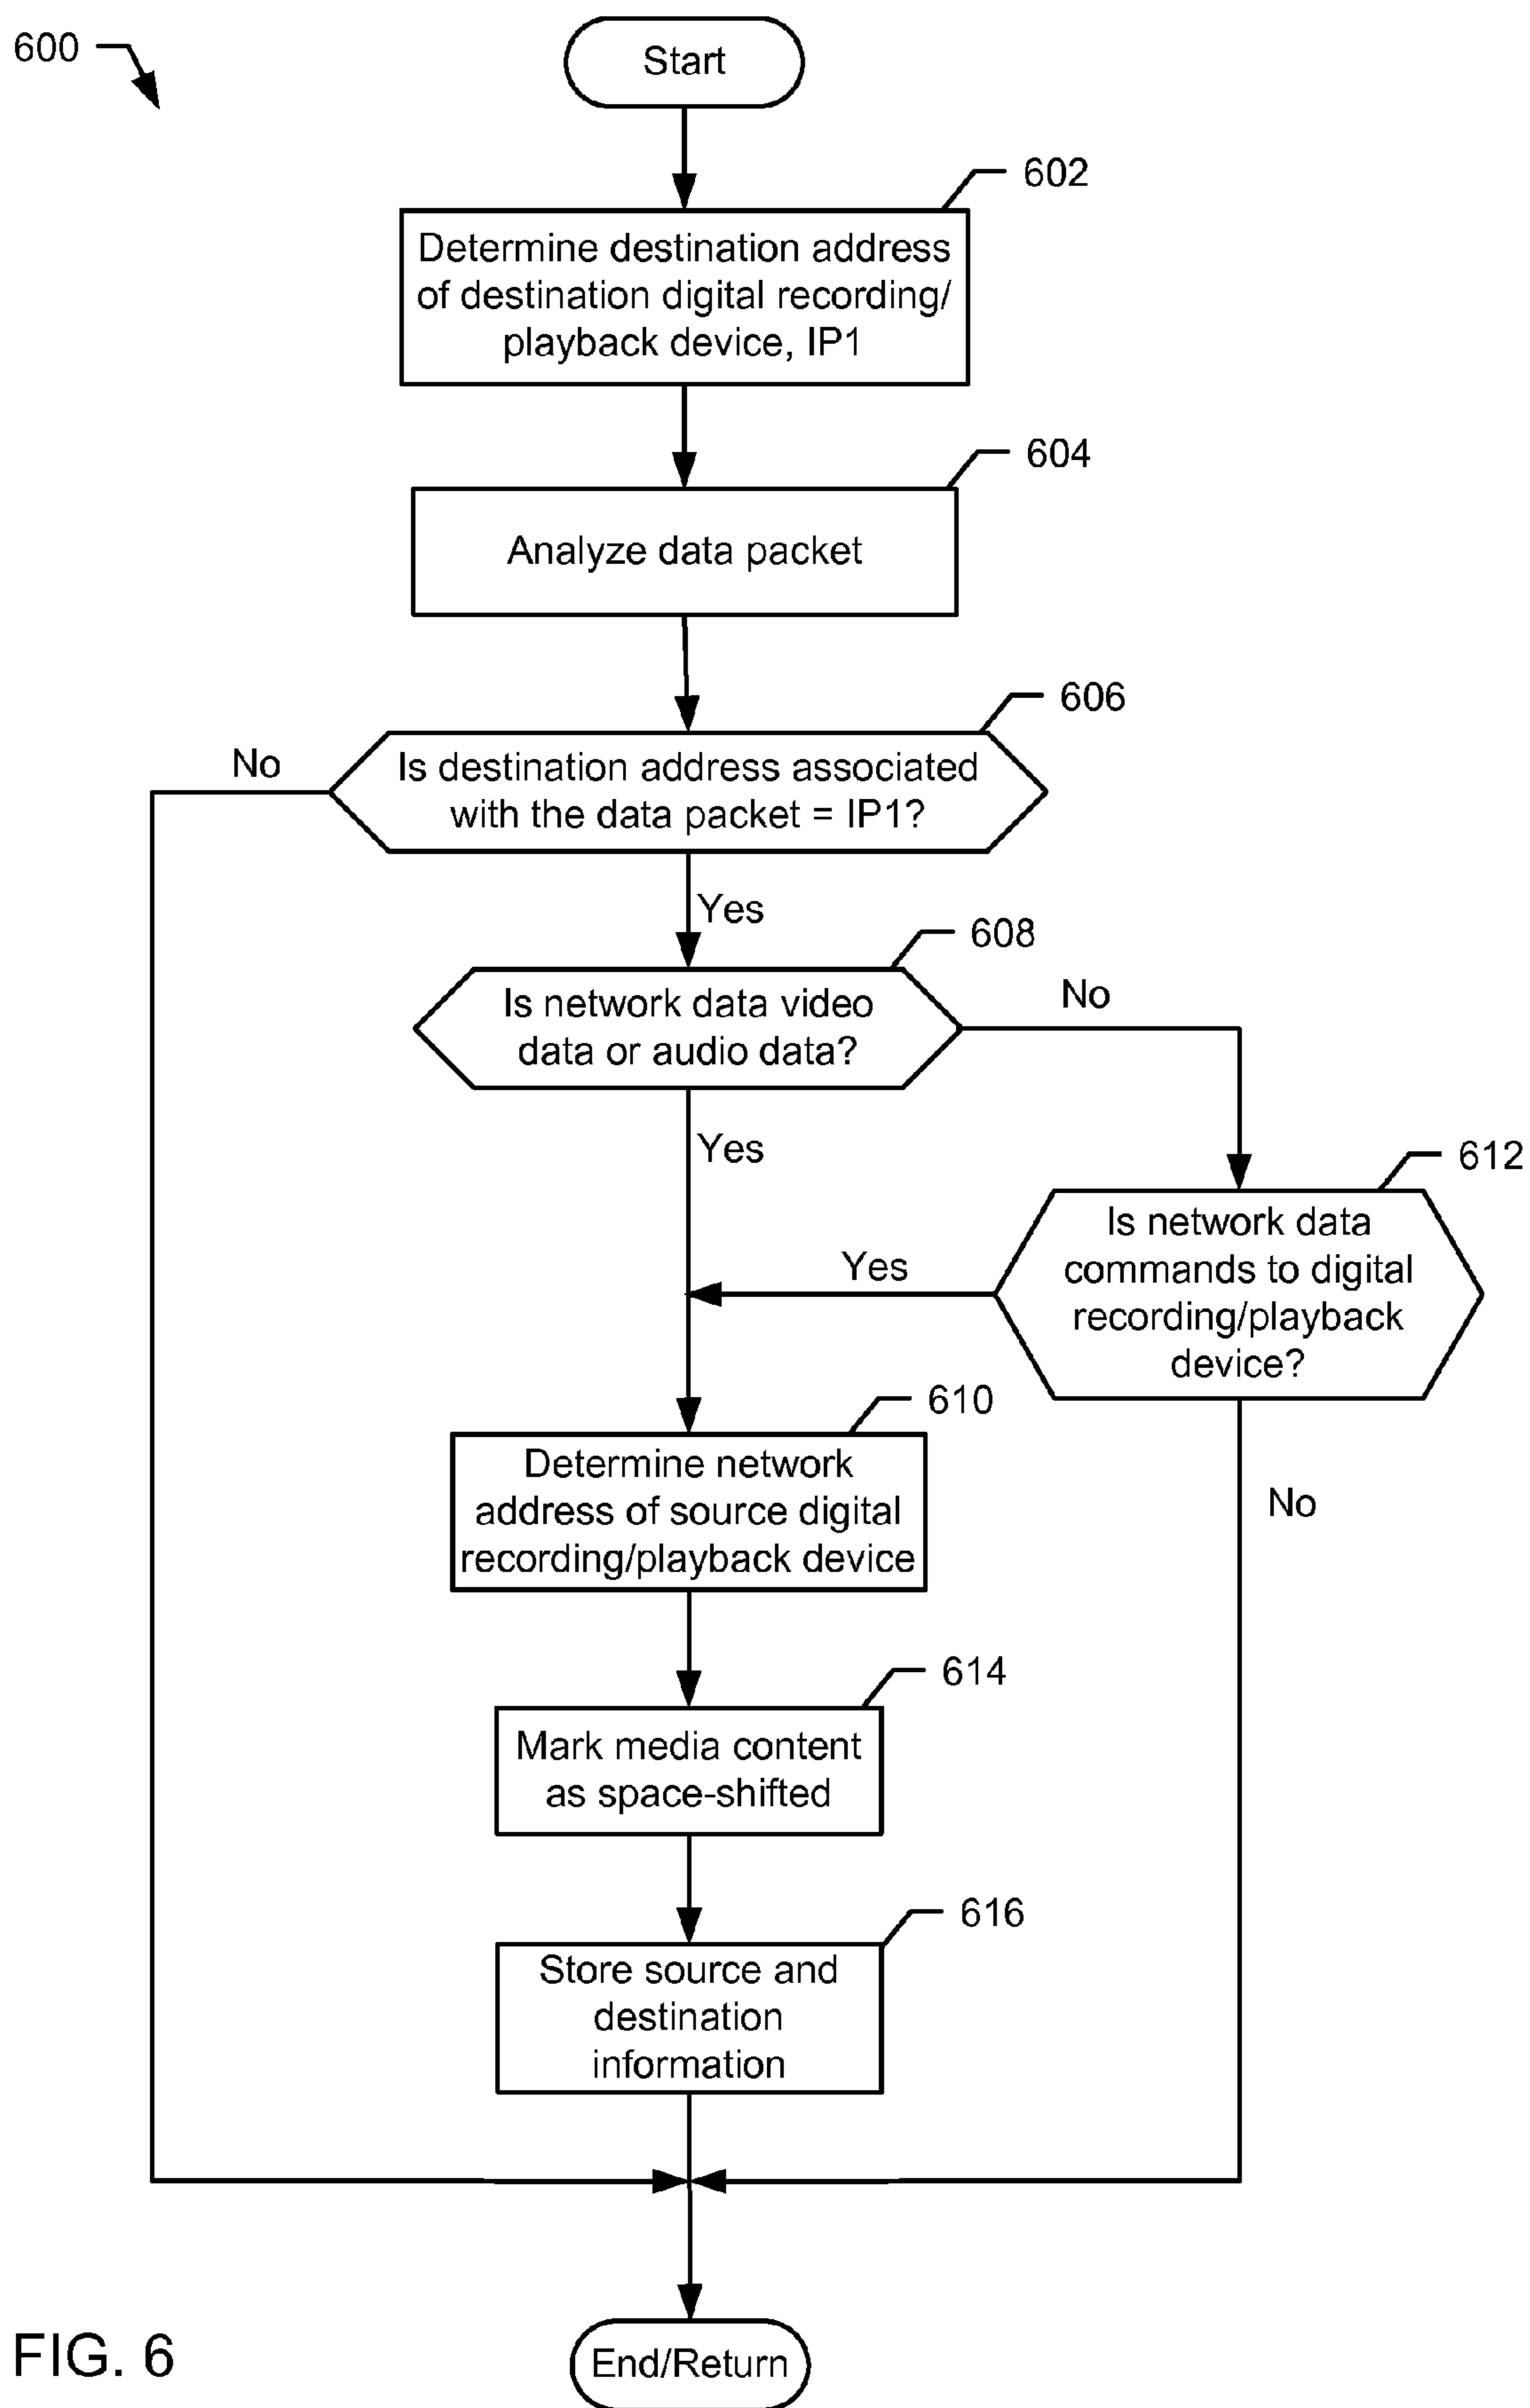 600
Start
602
Determine destination address
of destination digital recording/
playback device, IP1
604
Analyze data packet
606
No
Is destination address associated
with the data packet = IP1?
Yes
608
Is network data video
data or audio data?
No
Yes
612
Is network data
commands to digital
recording/playback
device?
Yes
610
Determine network
address of source digital
recording/playback device
No
614
Mark media content
as space-shifted
616
Store source and
destination
information
End/Return
FIG. 6